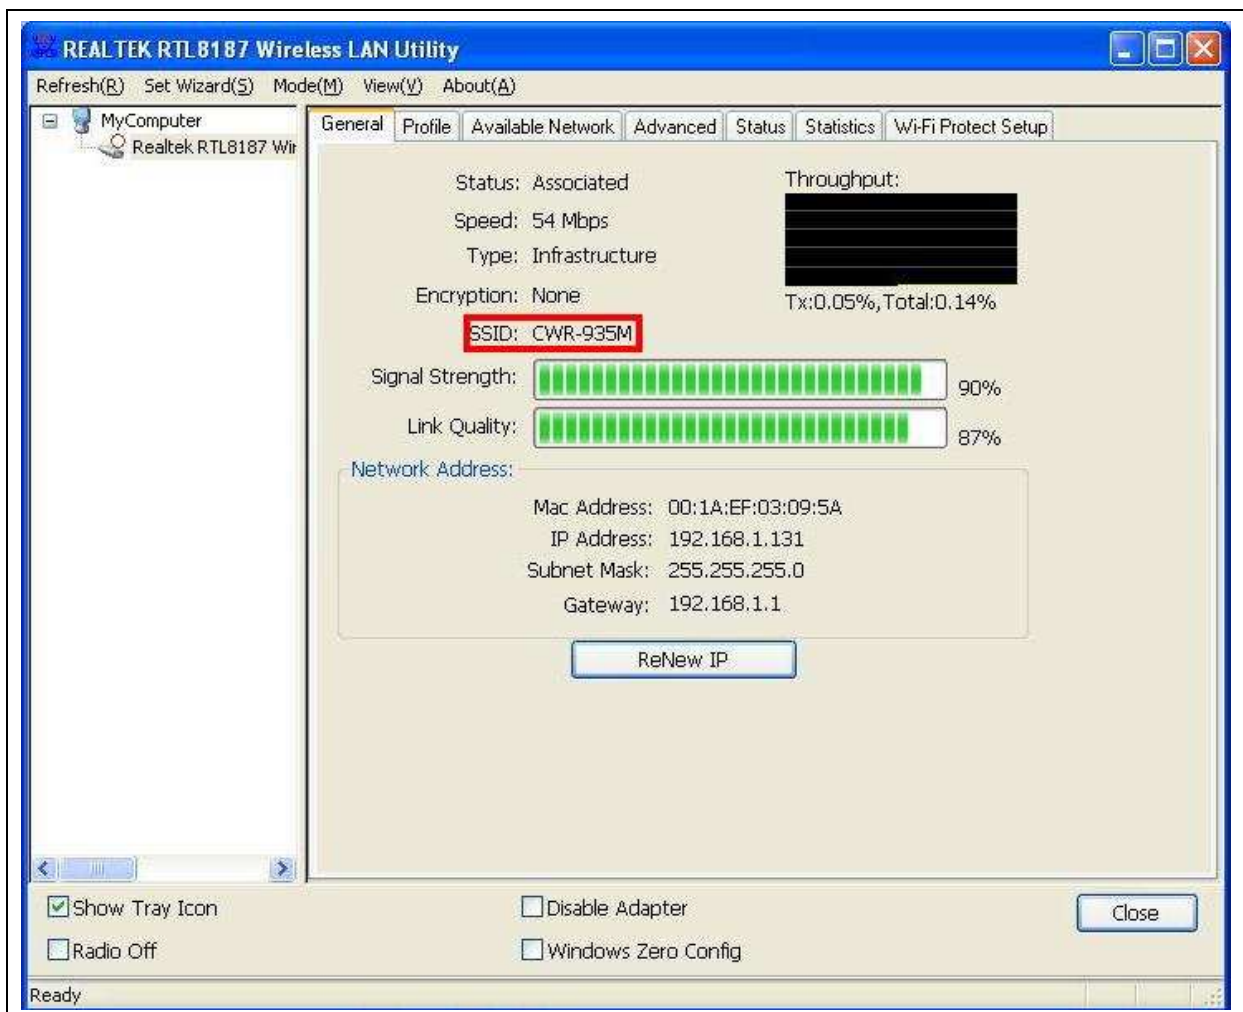 REALTEK RTL8187 Wireless LAN Utility
Refresh(R) Set Wizard(S) Mode(M) View(V) About(A)
MyComputer
Realtek RTL8187 Wir
General Profile Available Network Advanced Status Statistics Wi-Fi Protect Setup
Status: Associated
Speed: 54 Mbps
Type: Infrastructure
Encryption: None
SSID: CWR-935M
Throughput:
Tx:0.05%,Total:0.14%
Signal Strength: 90%
Link Quality: 87%
Network Address:
Mac Address: 00:1A:EF:03:09:5A
IP Address: 192.168.1.131
Subnet Mask: 255.255.255.0
Gateway: 192.168.1.1
ReNew IP
Show Tray Icon
Radio Off
Disable Adapter
Windows Zero Config
Close
Ready